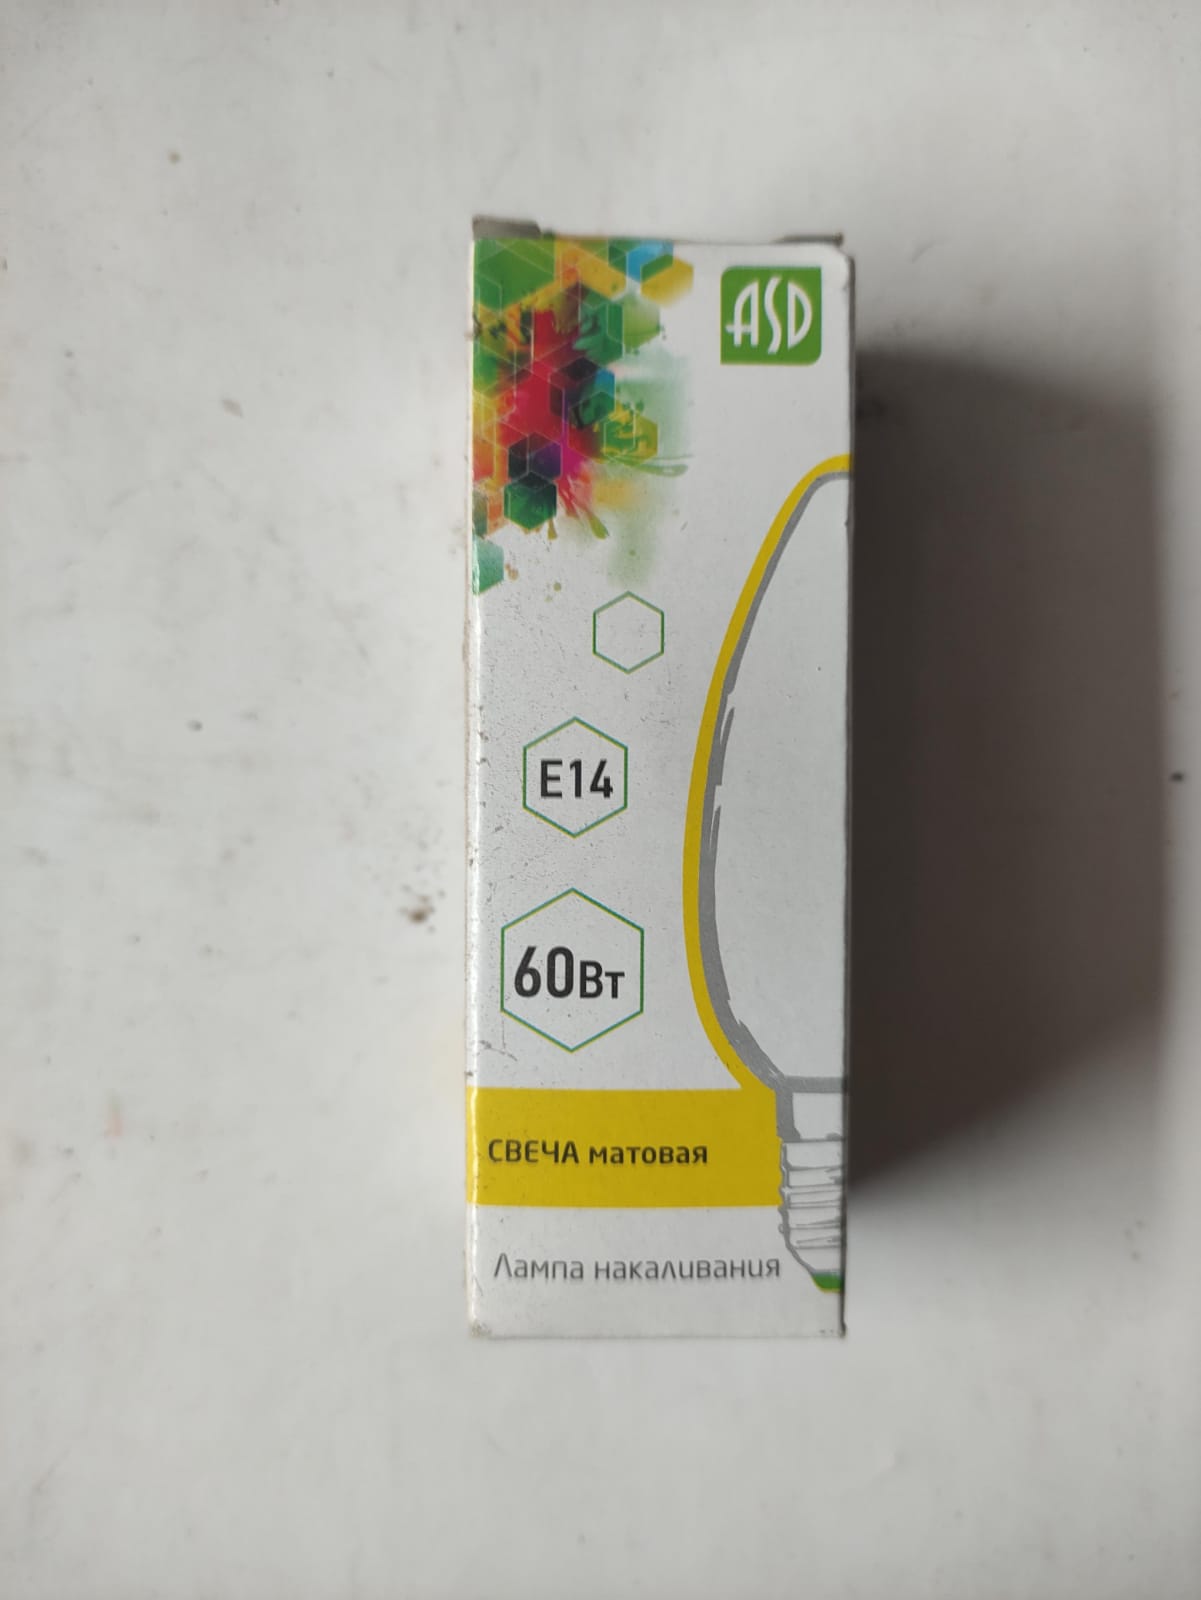 ASD
E14
60Вт
СВЕЧА матовая
Лампа накаливания